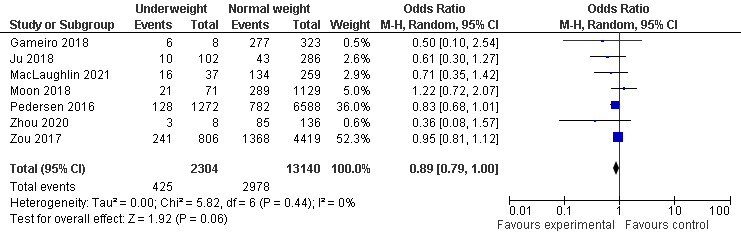 Underweight Normal weight Odds Ratio Odds Ratio
Study or Subgroup Events Total Events Total Weight M-H, Random, 95% CI M-H, Random, 95% CI
Gameiro 2018 6 8 277 323 0.5% 0.50 [0.10, 2.54]
Ju 2018 10 102 43 286 2.6% 0.61 [0.30, 1.27]
MacLaughlin 2021 16 37 134 259 2.8% 0.71 [0.35, 1.42]
Moon 2018 21 71 289 1129 5.0% 1.22 [0.72, 2.07]
Pedersen 2016 128 1272 782 6588 36.0% 0.83 [0.68, 1.01]
Zhou 2020 3 8 85 136 0.6% 0.36 [0.08, 1.57]
Zou 2017 241 806 1368 4419 52.3% 0.95 [0.81, 1.12]
Total (95% CI) 2304 13140 100.0% 0.89 [0.79, 1.00]
Total events 425 2978
Heterogeneity: Tau² = 0.00; Chi² = 5.82, df = 6 (P = 0.44); I² = 0%
Test for overall effect: Z = 1.92 (P = 0.06)
0.01 0.1 1 10 100
Favours experimental Favours control